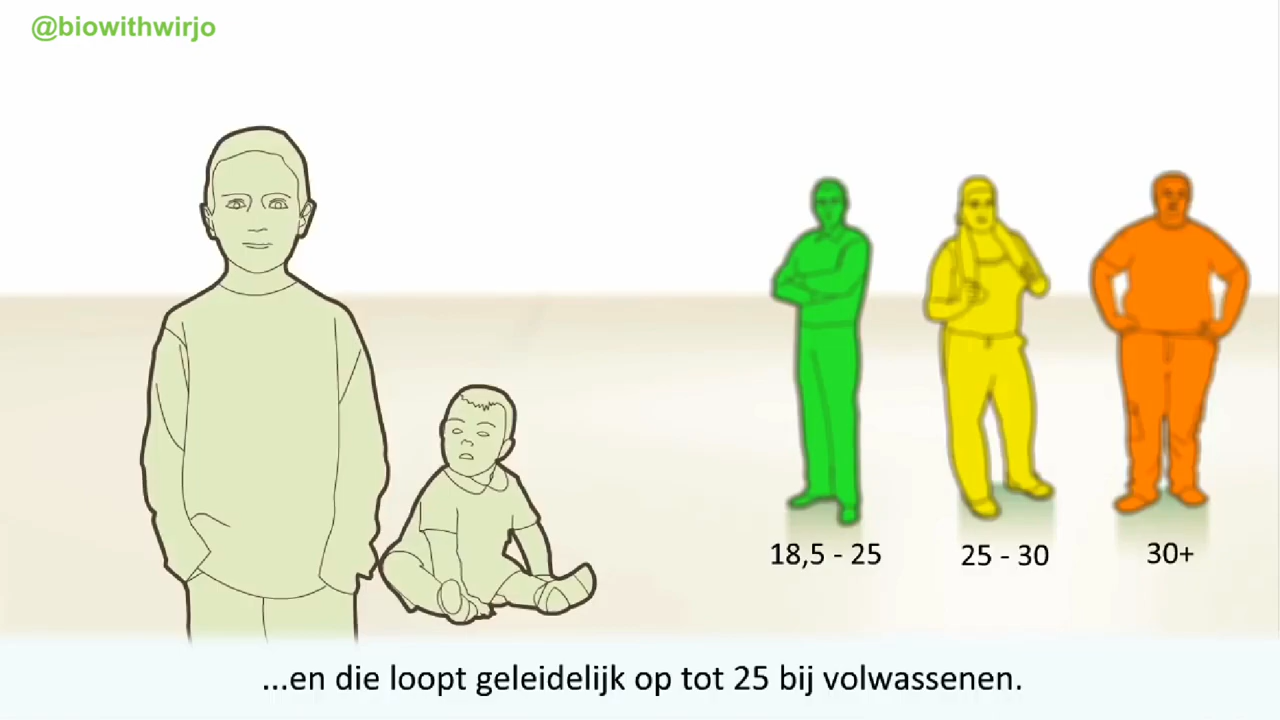 @biowithwirjo
18,5 - 25
25 - 30
30+
...en die loopt geleidelijk op tot 25 bij volwassenen.